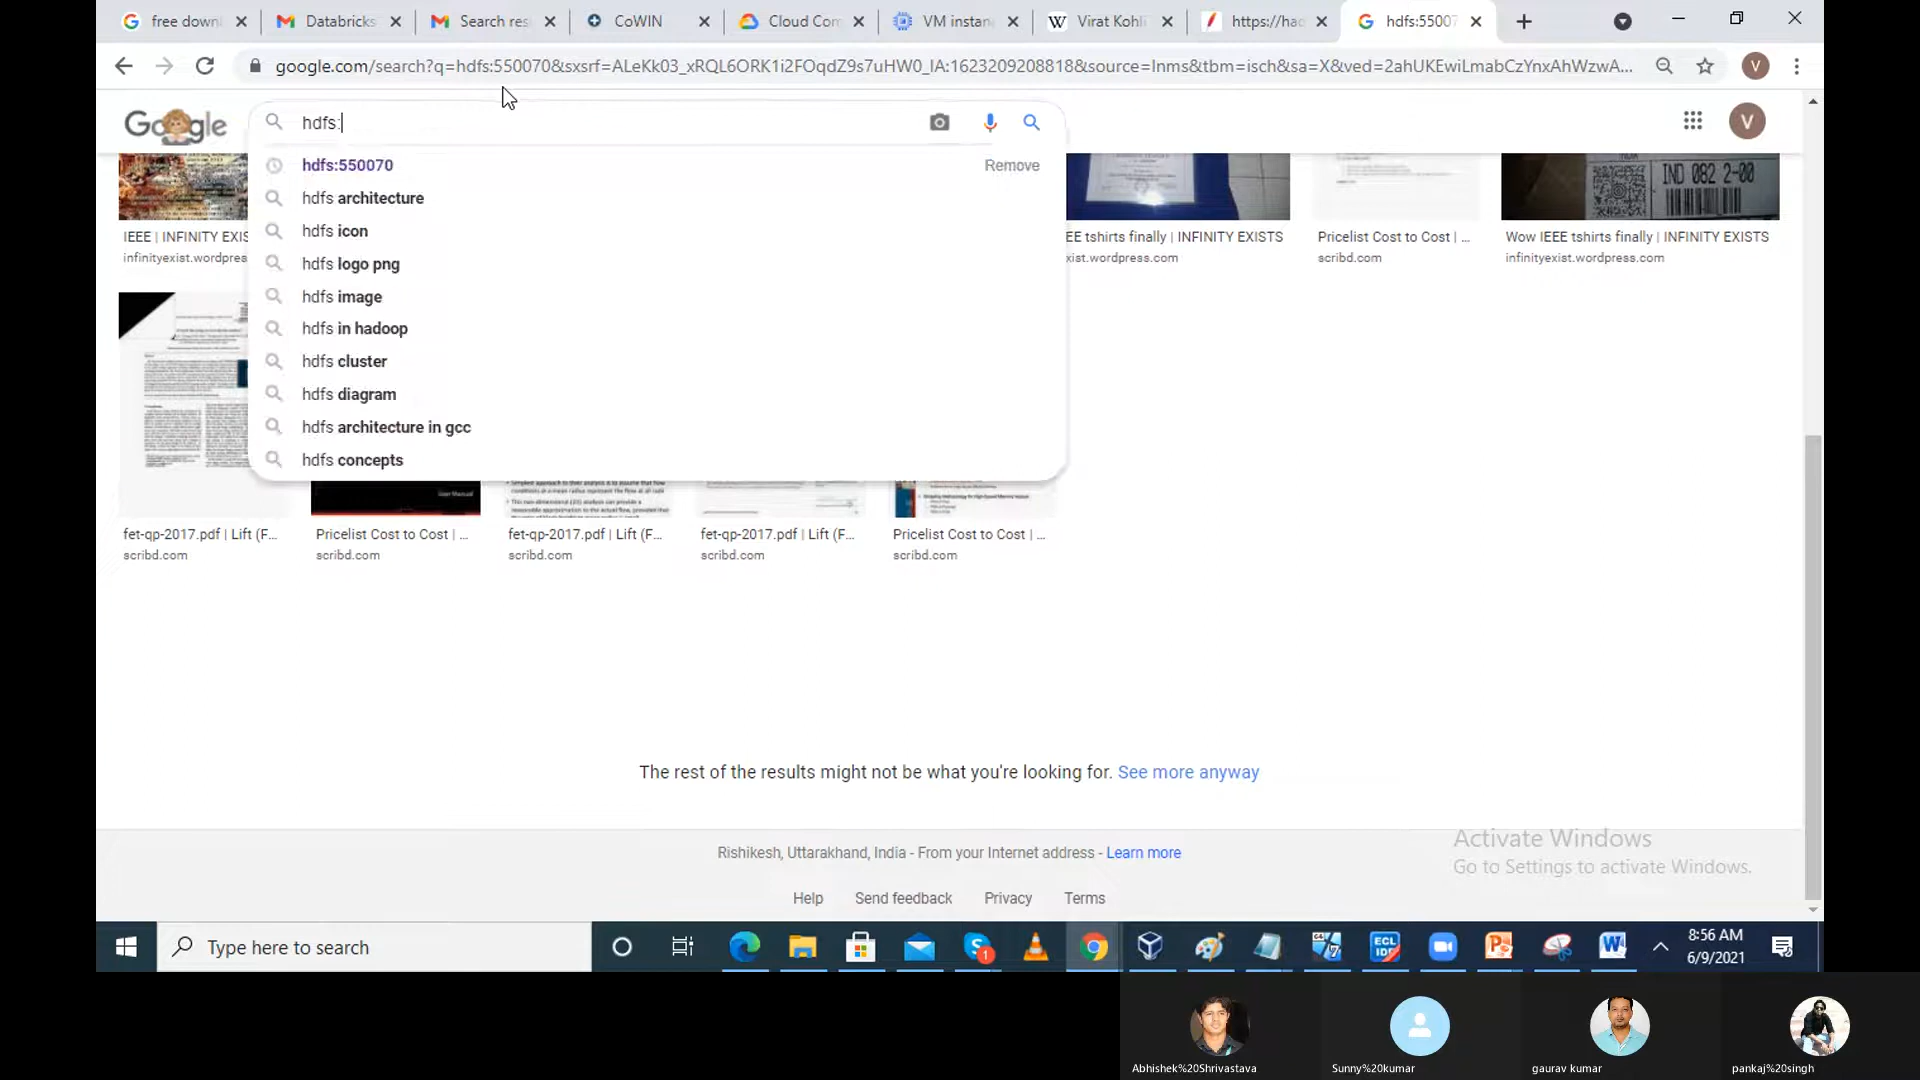 free down
Databricks
Search res
CoWIN
Cloud Com
VM instan
Virat Kohli
https://had
hdfs:55007
google.com/search?q=hdfs:550070&sxsrf=ALeKk03_xRQL6ORK1i2FOqdZ9s7uHW0_IA:1623209208818&source=lnms&tbm=isch&sa=X&ved=2ahUKEwiLmabCzYnxAhWzwA...
V
Google
hdfs:
V
hdfs:550070
Remove
hdfs architecture
hdfs icon
hdfs logo png
hdfs image
hdfs in hadoop
hdfs cluster
hdfs diagram
hdfs architecture in gcc
hdfs concepts
IND 082 2-00
IEEE | INFINITY EXIS
infinityexist.wordpress
EE tshirts finally | INFINITY EXISTS
xist.wordpress.com
Pricelist Cost to Cost | ...
scribd.com
Wow IEEE tshirts finally | INFINITY EXISTS
infinityexist.wordpress.com
User Manual
fet-qp-2017.pdf | Lift (F...
scribd.com
Pricelist Cost to Cost | ...
scribd.com
fet-qp-2017.pdf | Lift (F...
scribd.com
fet-qp-2017.pdf | Lift (F...
scribd.com
Pricelist Cost to Cost | ...
scribd.com
The rest of the results might not be what you're looking for. See more anyway
Activate Windows
Go to Settings to activate Windows.
Rishikesh, Uttarakhand, India - From your Internet address - Learn more
Help
Send feedback
Privacy
Terms
Type here to search
1
ECL
IDE
8:56 AM
6/9/2021
Abhishek%20Shrivastava
Sunny%20kumar
gaurav kumar
pankaj%20singh